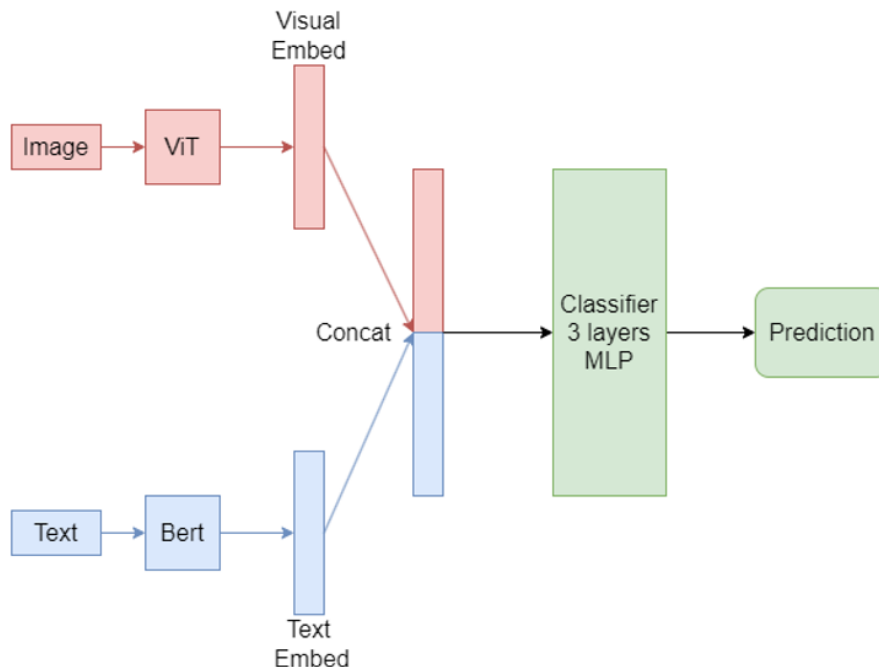 Visual
Embed
Image
ViT
Concat
Classifier
3 layers
MLP
Prediction
Text
Bert
Text
Embed